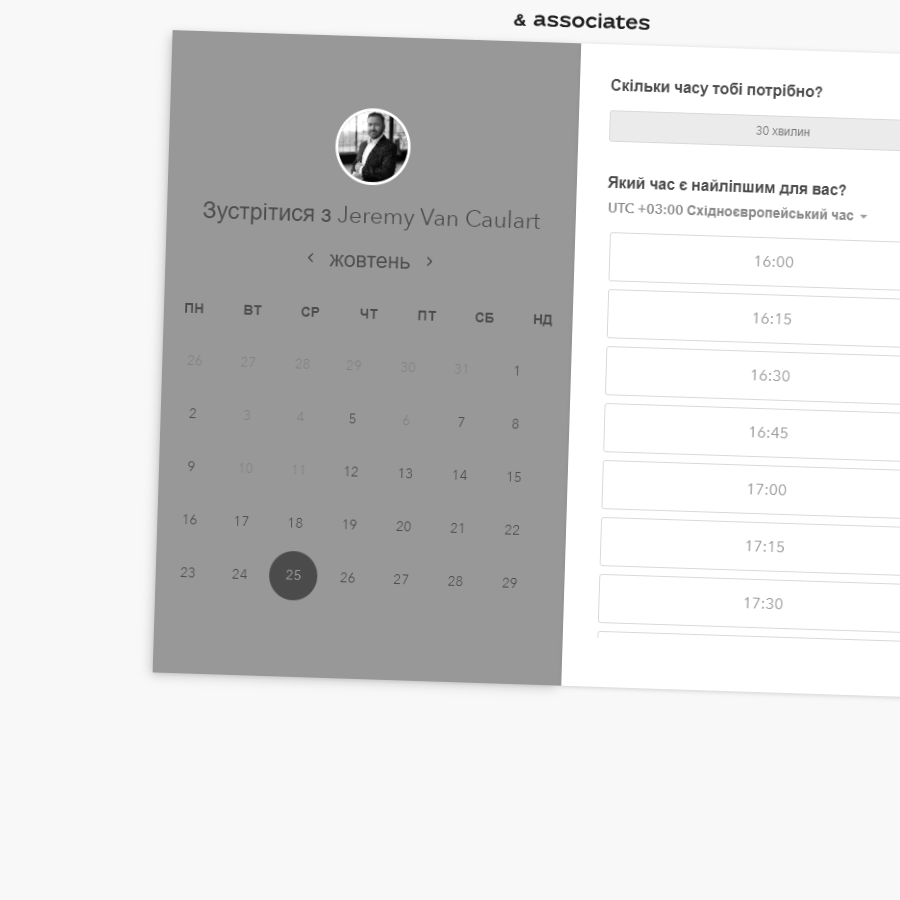 & associates
Зустрітися з Jeremy Van Caulart
жовтень
ПН ВТ СР ЧТ ПТ СБ НД
26 27 28 29 30 31 1
2 3 4 5 6 7 8
9 10 11 12 13 14 15
16 17 18 19 20 21 22
23 24 25 26 27 28 29
Скільки часу тобі потрібно?
30 хвилин
Який час є найліпшим для вас?
UTC +03:00 Східноєвропейський час
16:00
16:15
16:30
16:45
17:00
17:15
17:30